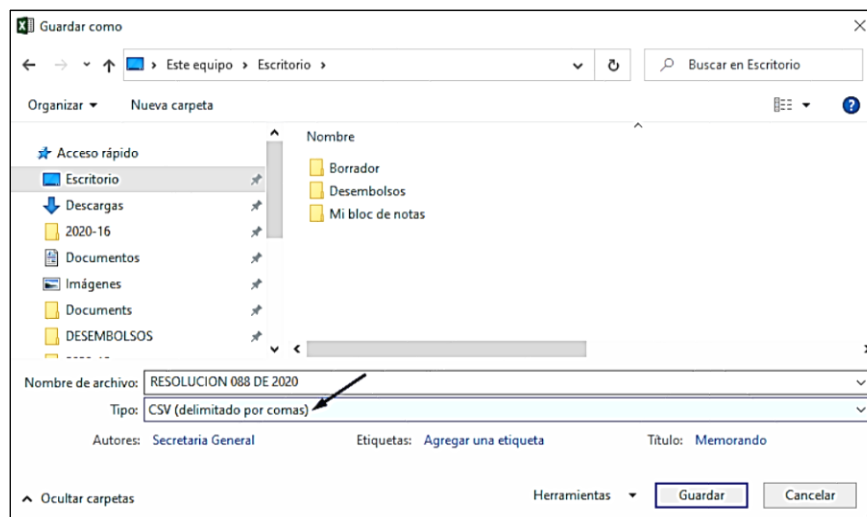 Guardar como
Este equipo > Escritorio >
Buscar en Escritorio
Organizar
Nueva carpeta
Acceso rápido
Escritorio
Descargas
2020-16
Documentos
Imágenes
Documents
DESEMBOLSOS
Nombre
Borrador
Desembolsos
Mi bloc de notas
Nombre de archivo: RESOLUCION 088 DE 2020
Tipo: CSV (delimitado por comas)
Autores: Secretaria General Etiquetas: Agregar una etiqueta Título: Memorando
Ocultar carpetas
Herramientas
Guardar
Cancelar